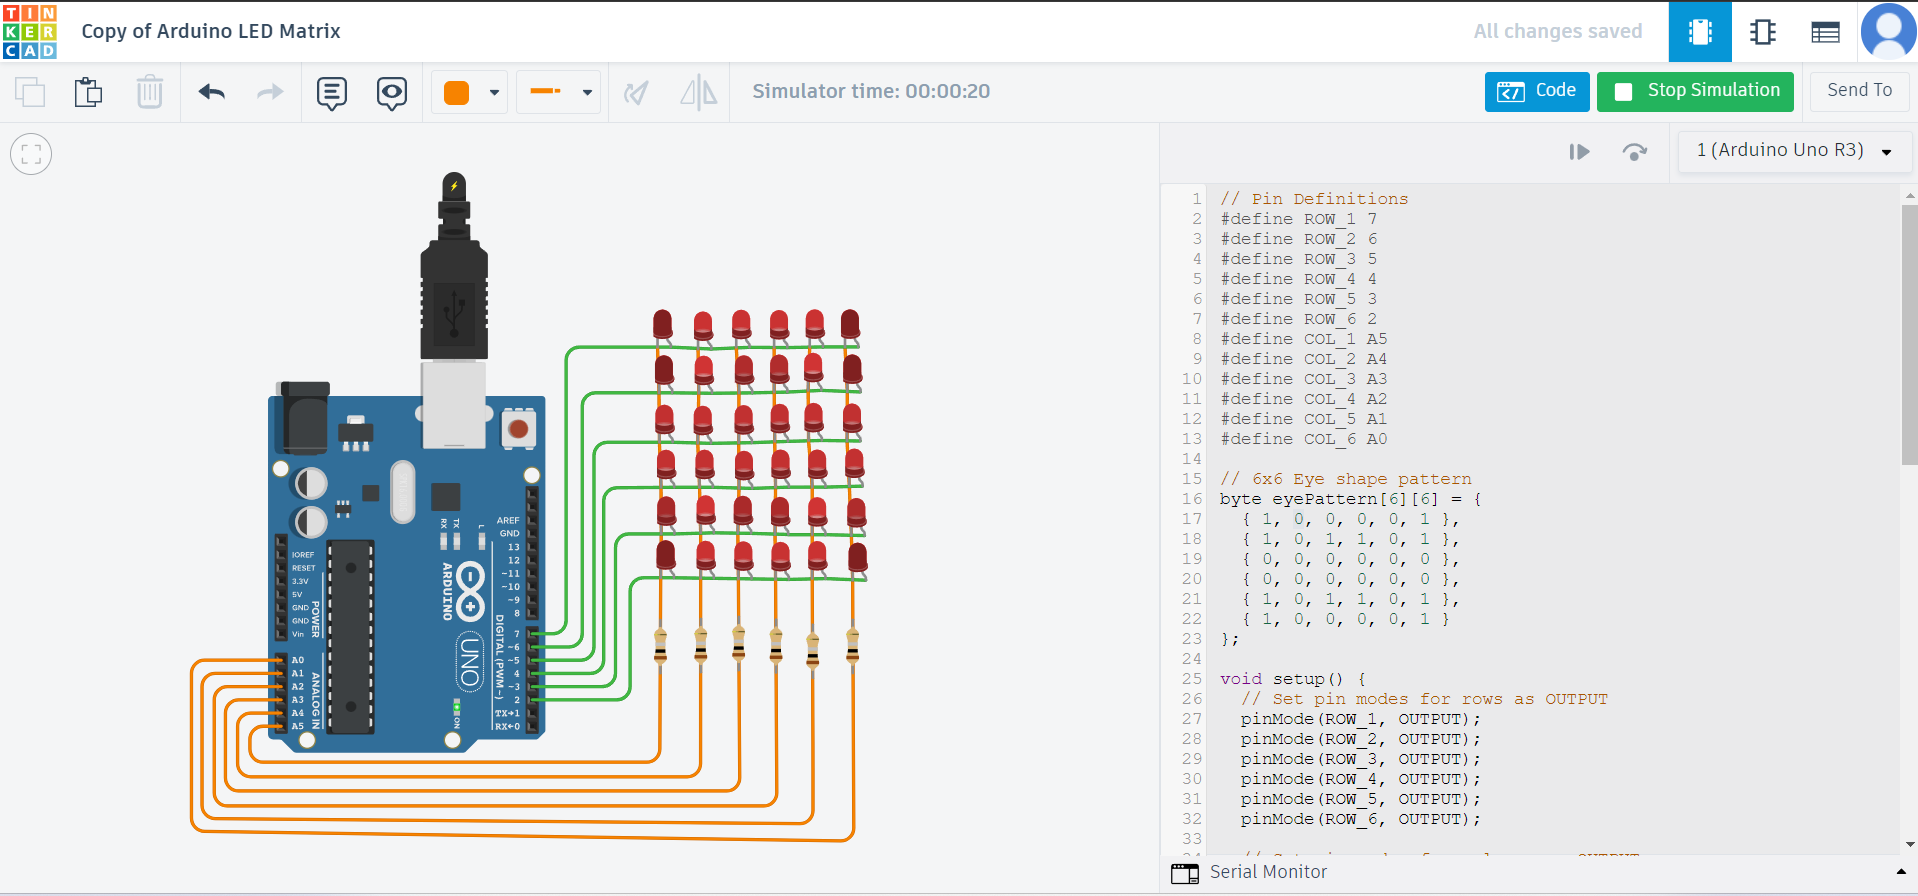 TIN
KER
CAD
Copy of Arduino LED Matrix
All changes saved
Simulator time: 00:00:20
Code
Stop Simulation
Send To
1 (Arduino Uno R3)
1 // Pin Definitions
2 #define ROW_1 7
3 #define ROW_2 6
4 #define ROW_3 5
5 #define ROW_4 4
6 #define ROW_5 3
7 #define ROW_6 2
8 #define COL_1 A5
9 #define COL_2 A4
10 #define COL_3 A3
11 #define COL_4 A2
12 #define COL_5 A1
13 #define COL_6 A0
14
15 // 6x6 Eye shape pattern
16 byte eyePattern[6][6] = {
17 { 1, 0, 0, 0, 0, 1 },
18 { 1, 0, 1, 1, 0, 1 },
19 { 0, 0, 0, 0, 0, 0 },
20 { 0, 0, 0, 0, 0, 0 },
21 { 1, 0, 1, 1, 0, 1 },
22 { 1, 0, 0, 0, 0, 1 }
23 };
24
25 void setup() {
26 // Set pin modes for rows as OUTPUT
27 pinMode(ROW_1, OUTPUT);
28 pinMode(ROW_2, OUTPUT);
29 pinMode(ROW_3, OUTPUT);
30 pinMode(ROW_4, OUTPUT);
31 pinMode(ROW_5, OUTPUT);
32 pinMode(ROW_6, OUTPUT);
33
Serial Monitor
RX
TX
L
AREF
GND
13
12
~11
~10
~9
8
7
~6
~5
4
~3
2
TX→1
RX←0
DIGITAL (PWM~)
ARDUINO
UNO
ON
IOREF
RESET
3.3V
5V
GND
GND
Vin
POWER
A0
A1
A2
A3
A4
A5
ANALOG IN